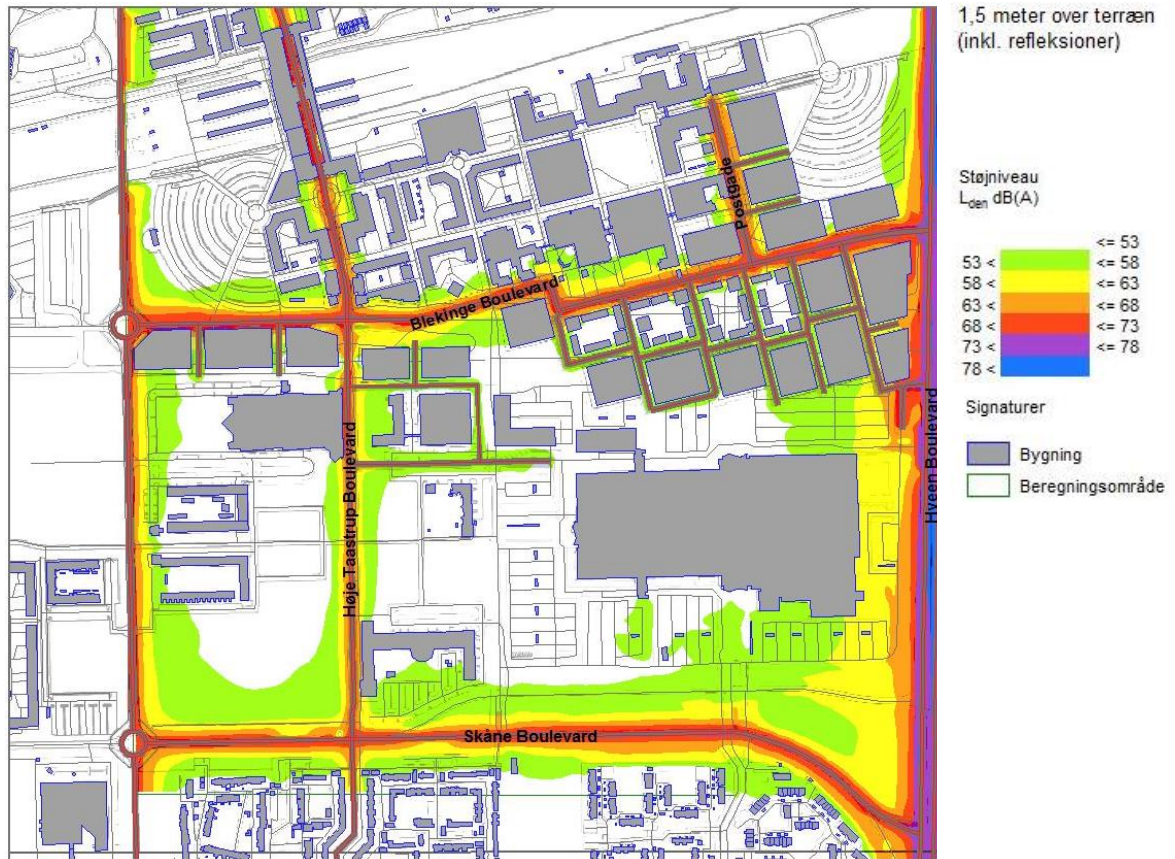 1,5 meter over terræn
(inkl. refleksioner)
Postgade
Blekinge Boulevard
Støjniveau
Lden dB(A)
<= 53
53 < <= 58
58 < <= 63
63 < <= 68
68 < <= 73
73 < <= 78
78 <
Signaturer
Bygning
Beregningsområde
Høje Taastrup Boulevard
Hveen Boulevard
Skåne Boulevard